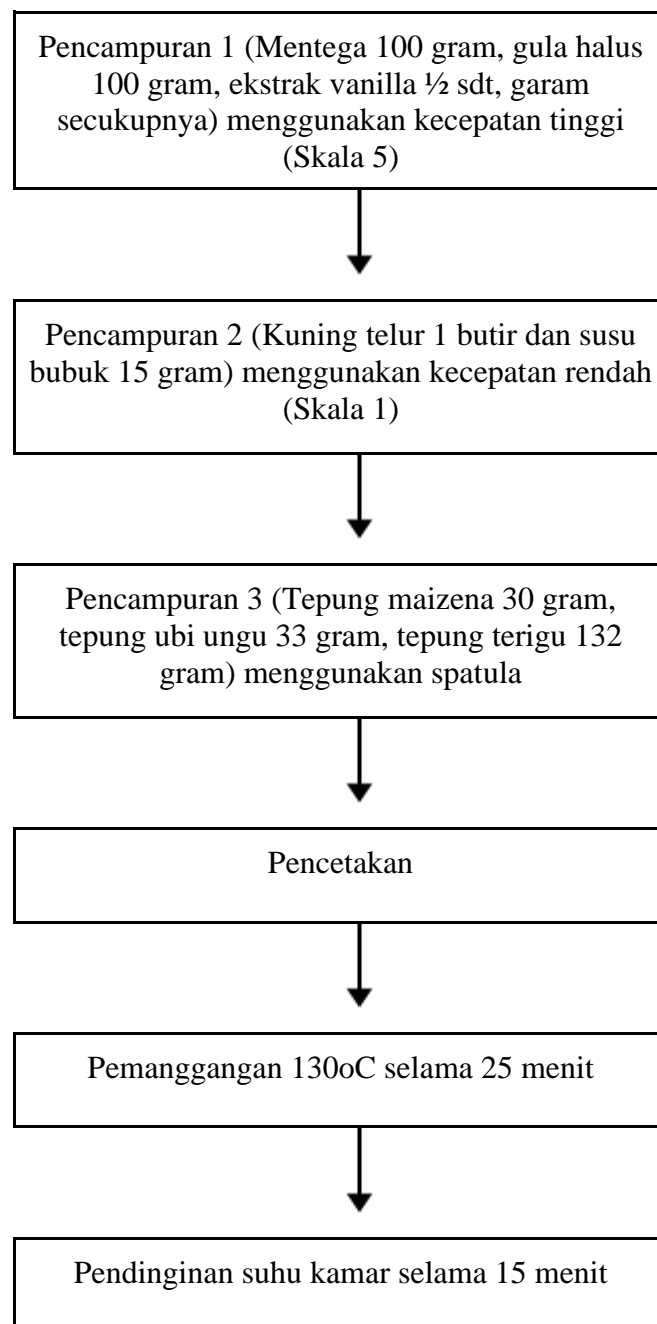 Pencampuran 1 (Mentega 100 gram, gula halus
100 gram, ekstrak vanilla ½ sdt, garam
secukupnya) menggunakan kecepatan tinggi
(Skala 5)
Pencampuran 2 (Kuning telur 1 butir dan susu
bubuk 15 gram) menggunakan kecepatan rendah
(Skala 1)
Pencampuran 3 (Tepung maizena 30 gram,
tepung ubi ungu 33 gram, tepung terigu 132
gram) menggunakan spatula
Pencetakan
Pemanggangan 130oC selama 25 menit
Pendinginan suhu kamar selama 15 menit